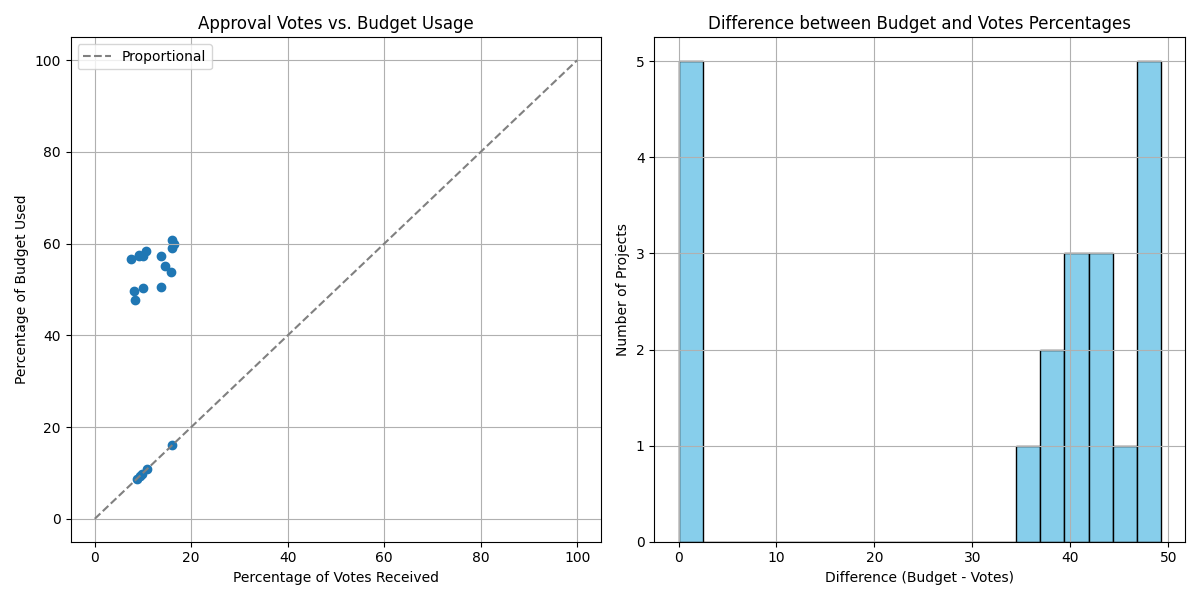 Approval Votes vs. Budget Usage
Proportional
100
80
60
40
20
0
Percentage of Budget Used
0 20 40 60 80 100
Percentage of Votes Received
Difference between Budget and Votes Percentages
5
4
3
2
1
0
Number of Projects
0 10 20 30 40 50
Difference (Budget - Votes)